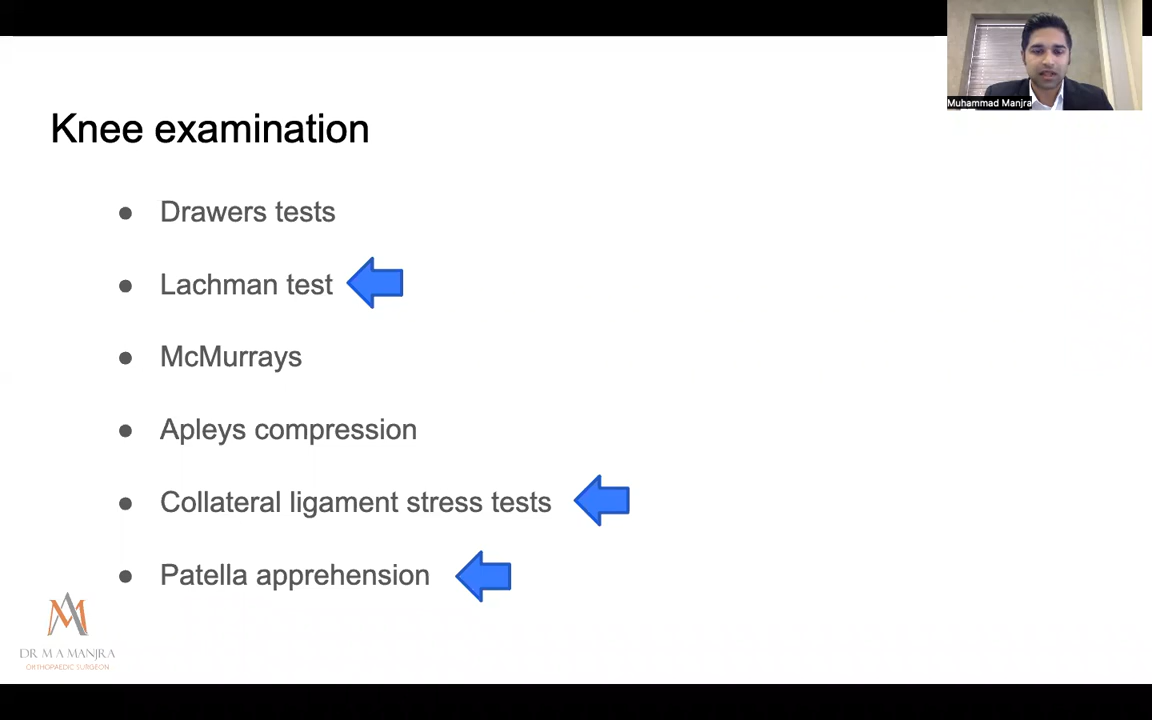 Muhammad Manjra
Knee examination
● Drawers tests
● Lachman test
● McMurrays
● Apleys compression
● Collateral ligament stress tests
● Patella apprehension
DR M A MANJRA
ORTHOPAEDIC SURGEON